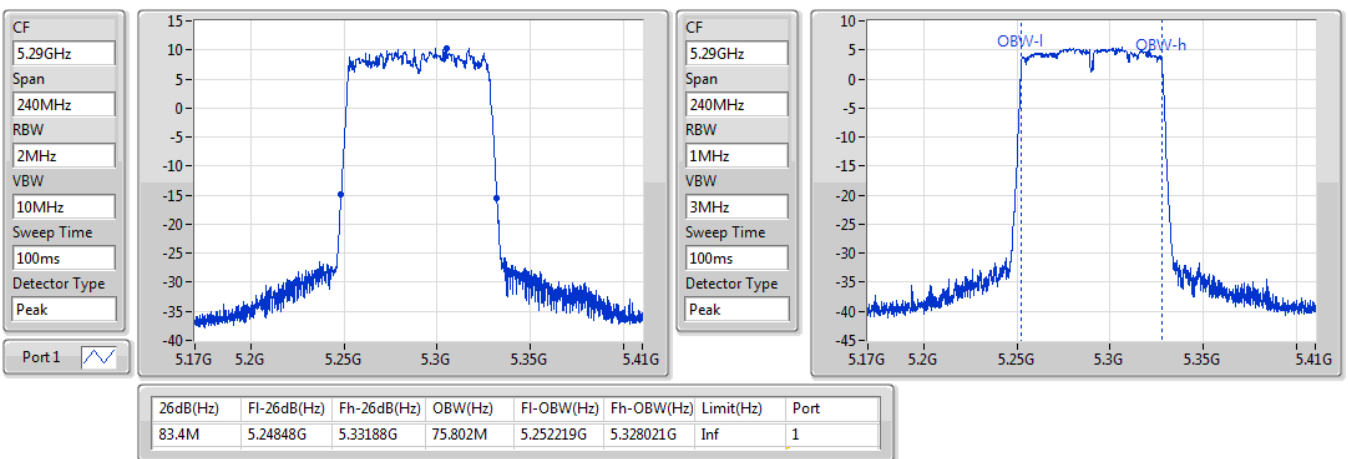 CF
5.29GHz
Span
240MHz
RBW
2MHz
VBW
10MHz
Sweep Time
100ms
Detector Type
Peak
Port 1
15
10
5
0
-5
-10
-15
-20
-25
-30
-35
-40
5.17G 5.2G 5.25G 5.3G 5.35G 5.41G
CF
5.29GHz
Span
240MHz
RBW
1MHz
VBW
3MHz
Sweep Time
100ms
Detector Type
Peak
10
5
0
-5
-10
-15
-20
-25
-30
-35
-40
-45
OBW-l OBW-h
5.17G 5.2G 5.25G 5.3G 5.35G 5.41G
26dB(Hz) Fl-26dB(Hz) Fh-26dB(Hz) OBW(Hz) Fl-OBW(Hz) Fh-OBW(Hz) Limit(Hz) Port
83.4M 5.24848G 5.33188G 75.802M 5.252219G 5.328021G Inf 1